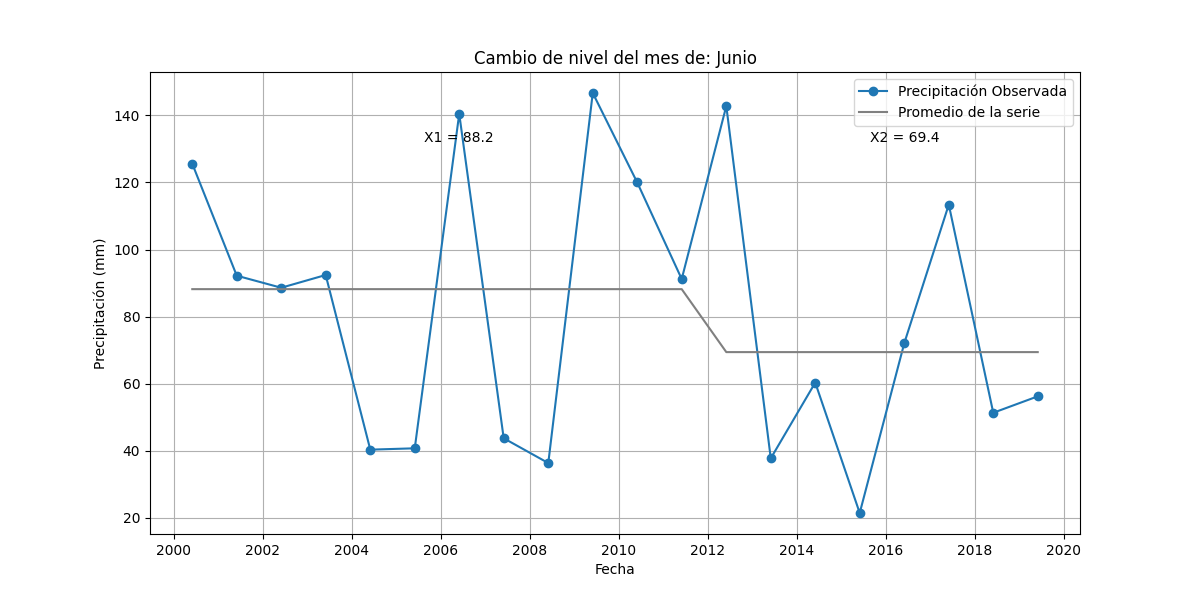 Cambio de nivel del mes de: Junio
Precipitación Observada
Promedio de la serie
X1 = 88.2
X2 = 69.4
Precipitación (mm)
140
120
100
80
60
40
20
2000 2002 2004 2006 2008 2010 2012 2014 2016 2018 2020
Fecha